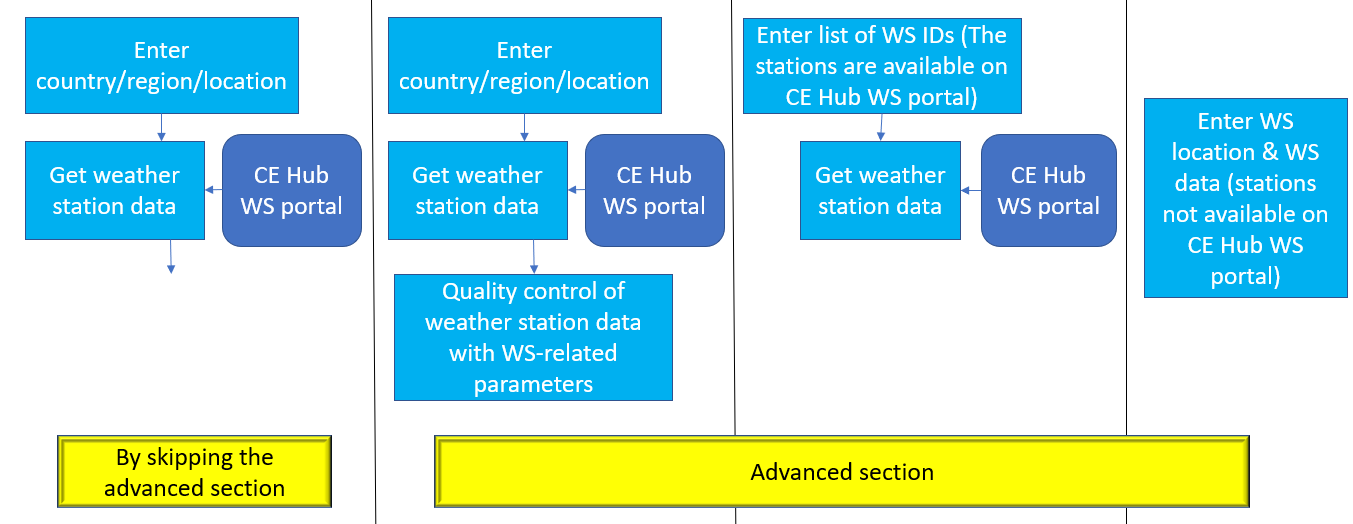 Enter
country/region/location
Get weather
station data
CE Hub
WS portal
By skipping the
advanced section
Enter
country/region/location
Get weather
station data
CE Hub
WS portal
Quality control of
weather station data
with WS-related
parameters
Enter list of WS IDs (The
stations are available on
CE Hub WS portal)
Get weather
station data
CE Hub
WS portal
Enter WS
location & WS
data (stations
not available on
CE Hub WS
portal)
Advanced section